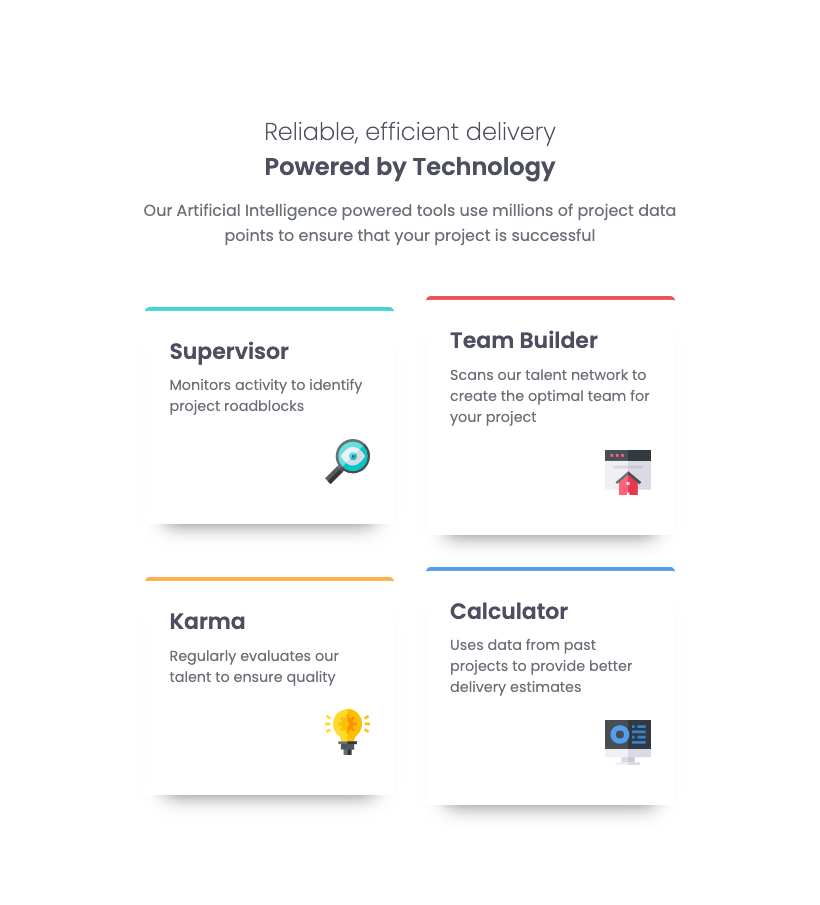 Reliable, efficient delivery
Powered by Technology
Our Artificial Intelligence powered tools use millions of project data
points to ensure that your project is successful
Supervisor
Monitors activity to identify
project roadblocks
Team Builder
Scans our talent network to
create the optimal team for
your project
Karma
Regularly evaluates our
talent to ensure quality
Calculator
Uses data from past
projects to provide better
delivery estimates